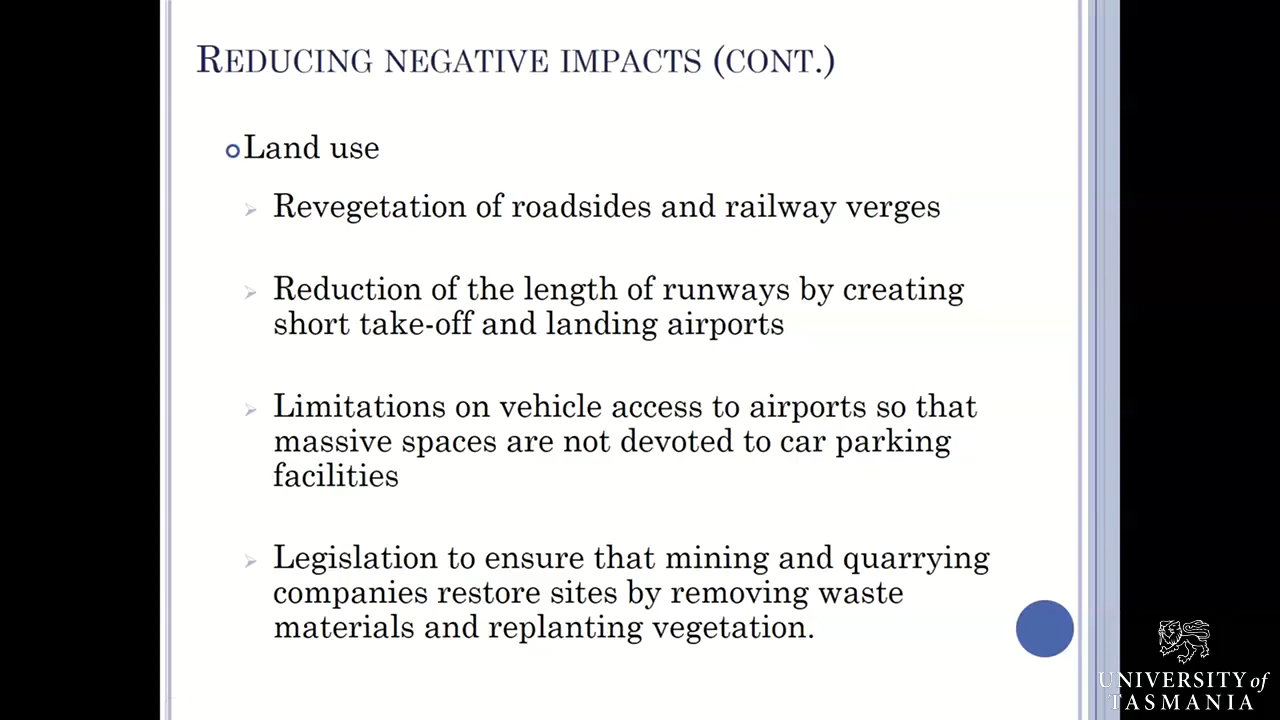 REDUCING NEGATIVE IMPACTS (CONT.)
Land use
Revegetation of roadsides and railway verges
Reduction of the length of runways by creating
short take-off and landing airports
Limitations on vehicle access to airports so that
massive spaces are not devoted to car parking
facilities
Legislation to ensure that mining and quarrying
companies restore sites by removing waste
materials and replanting vegetation.
UNIVERSITY of
TASMANIA